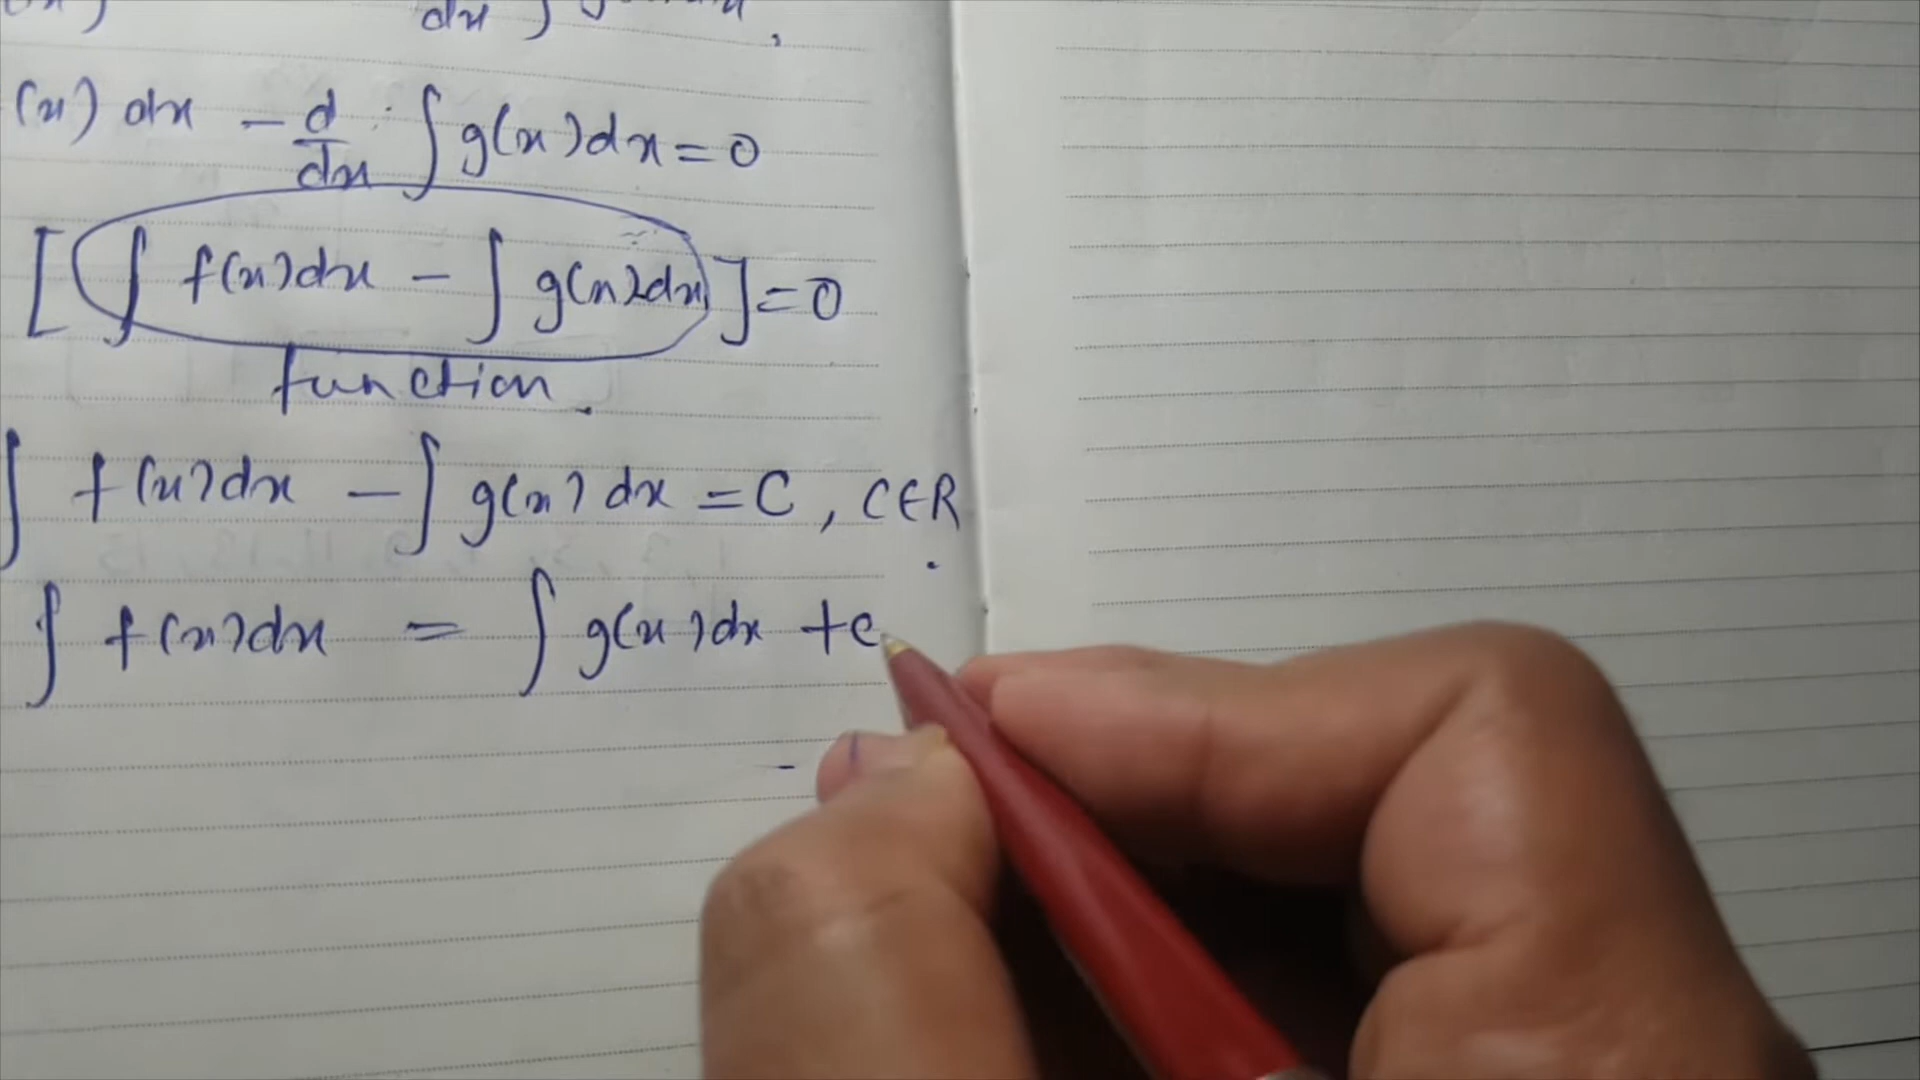 (x) dx - d/dx ∫ g(x) dx = 0
[∫ f(x) dx - ∫ g(x) dx] = 0
function.
∫ f(x) dx - ∫ g(x) dx = C, C∈R.
∫ f(x) dx = ∫ g(x) dx + c